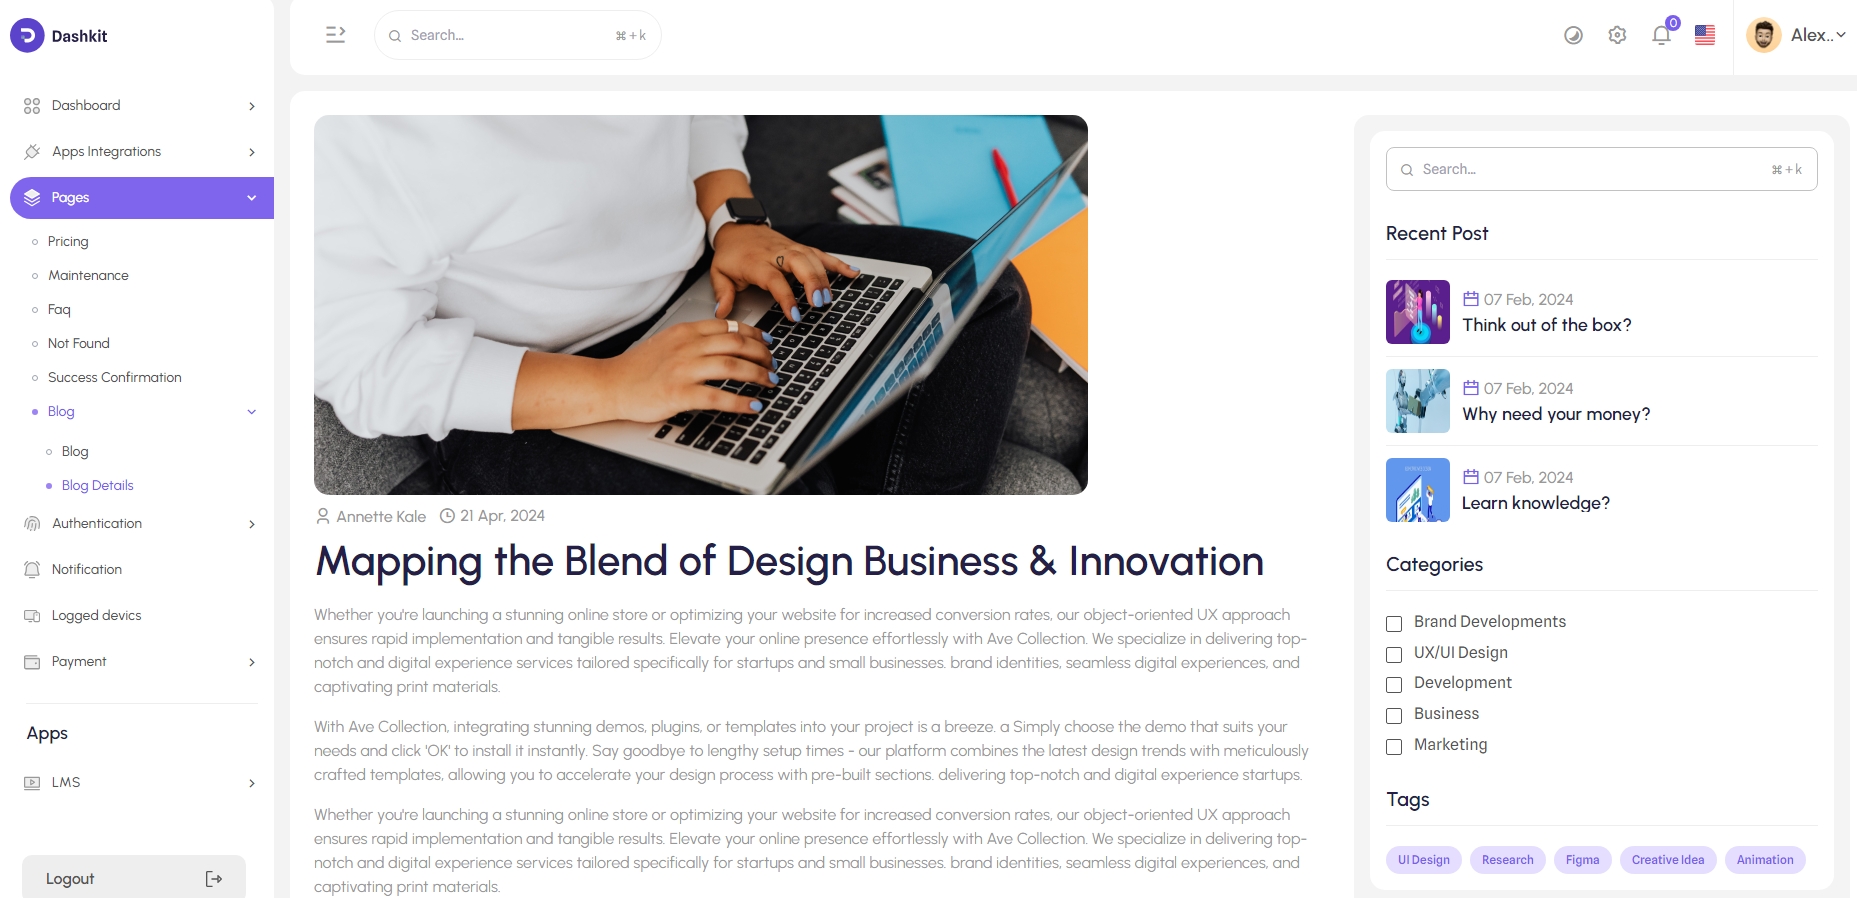 Dashkit
Search...
⌘ + k
0
Alex..
Dashboard
Apps Integrations
Pages
Pricing
Maintenance
Faq
Not Found
Success Confirmation
Blog
Blog
Blog Details
Authentication
Notification
Logged devics
Payment
Apps
LMS
Logout
Annette Kale
21 Apr, 2024
Mapping the Blend of Design Business & Innovation
Whether you're launching a stunning online store or optimizing your website for increased conversion rates, our object-oriented UX approach
ensures rapid implementation and tangible results. Elevate your online presence effortlessly with Ave Collection. We specialize in delivering top-
notch and digital experience services tailored specifically for startups and small businesses. brand identities, seamless digital experiences, and
captivating print materials.
With Ave Collection, integrating stunning demos, plugins, or templates into your project is a breeze. a Simply choose the demo that suits your
needs and click 'OK' to install it instantly. Say goodbye to lengthy setup times - our platform combines the latest design trends with meticulously
crafted templates, allowing you to accelerate your design process with pre-built sections. delivering top-notch and digital experience startups.
Whether you're launching a stunning online store or optimizing your website for increased conversion rates, our object-oriented UX approach
ensures rapid implementation and tangible results. Elevate your online presence effortlessly with Ave Collection. We specialize in delivering top-
notch and digital experience services tailored specifically for startups and small businesses. brand identities, seamless digital experiences, and
captivating print materials.
Search...
⌘ + k
Recent Post
07 Feb, 2024
Think out of the box?
07 Feb, 2024
Why need your money?
07 Feb, 2024
Learn knowledge?
Categories
Brand Developments
UX/UI Design
Development
Business
Marketing
Tags
UI Design
Research
Figma
Creative Idea
Animation